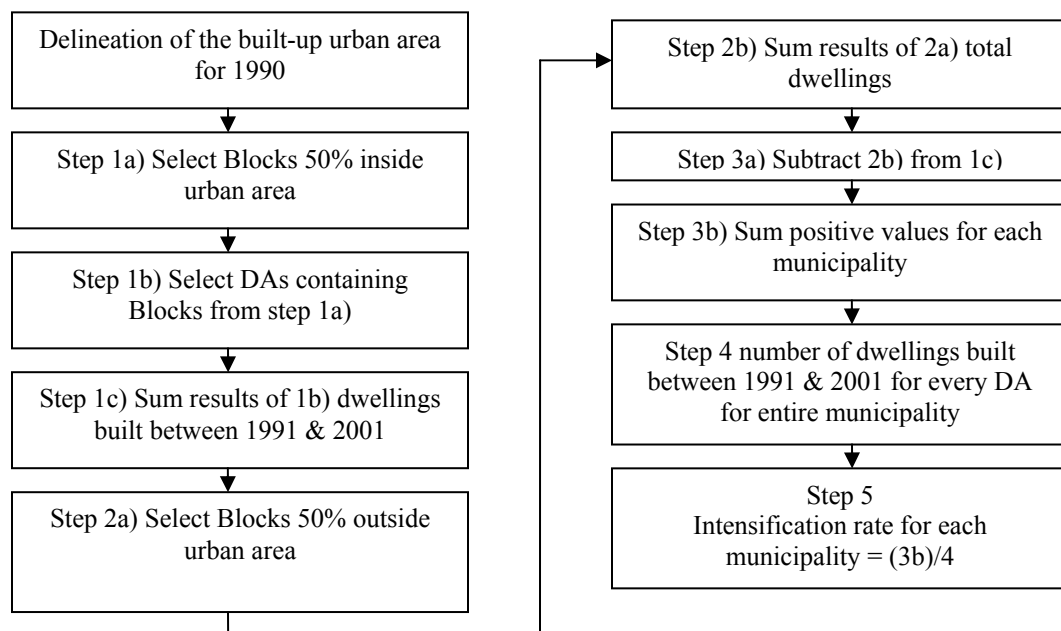 Delineation of the built-up urban area
for 1990
Step 1a) Select Blocks 50% inside
urban area
Step 1b) Select DAs containing
Blocks from step 1a)
Step 1c) Sum results of 1b) dwellings
built between 1991 & 2001
Step 2a) Select Blocks 50% outside
urban area
Step 2b) Sum results of 2a) total
dwellings
Step 3a) Subtract 2b) from 1c)
Step 3b) Sum positive values for each
municipality
Step 4 number of dwellings built
between 1991 & 2001 for every DA
for entire municipality
Step 5
Intensification rate for each
municipality = (3b)/4